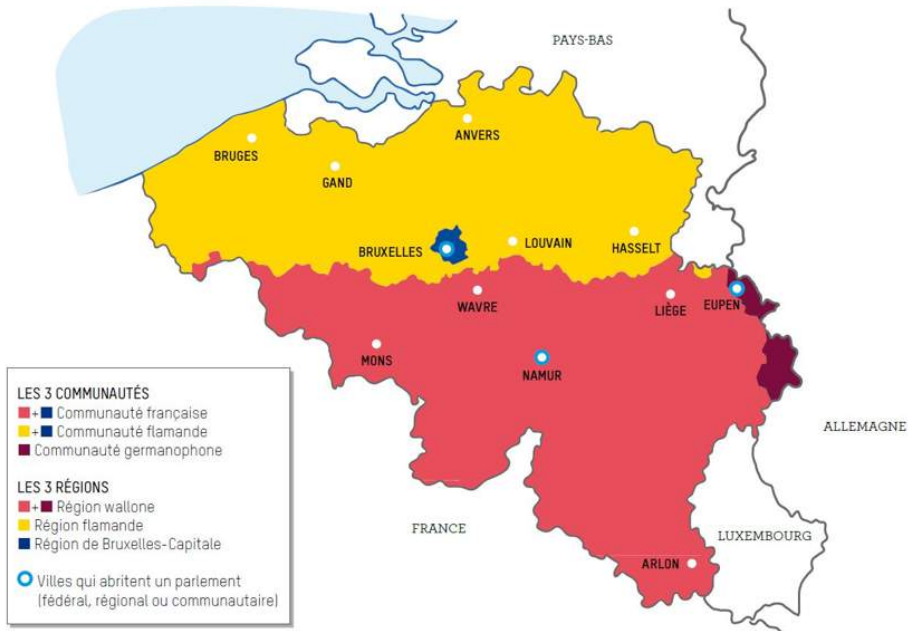 PAYS-BAS
ANVERS
BRUGES
GAND
BRUXELLES
LOUVAIN
HASSELT
WAVRE
LIÈGE
EUPEN
MONS
NAMUR
ALLEMAGNE
FRANCE
LUXEMBOURG
ARLON
LES 3 COMMUNAUTÉS
+ Communauté française
+ Communauté flamande
Communauté germanophone
LES 3 RÉGIONS
+ Région wallone
Région flamande
Région de Bruxelles-Capitale
Villes qui abritent un parlement
(fédéral, régional ou communautaire)